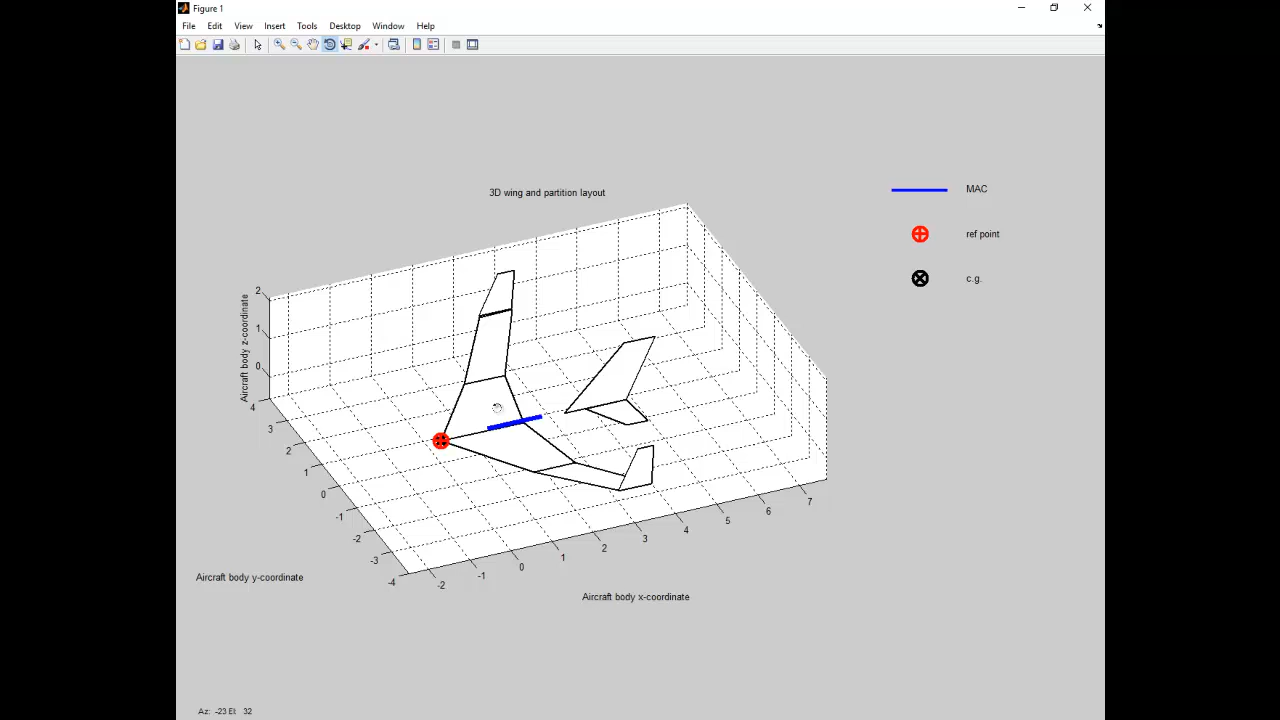 Figure 1
File Edit View Insert Tools Desktop Window Help
3D wing and partition layout
MAC
ref point
c.g.
Aircraft body z-coordinate
2
1
0
4
3
2
1
0
-1
-2
-3
-4
Aircraft body y-coordinate
-2
-1
0
1
2
3
4
5
6
7
Aircraft body x-coordinate
Az: -23 El: 32